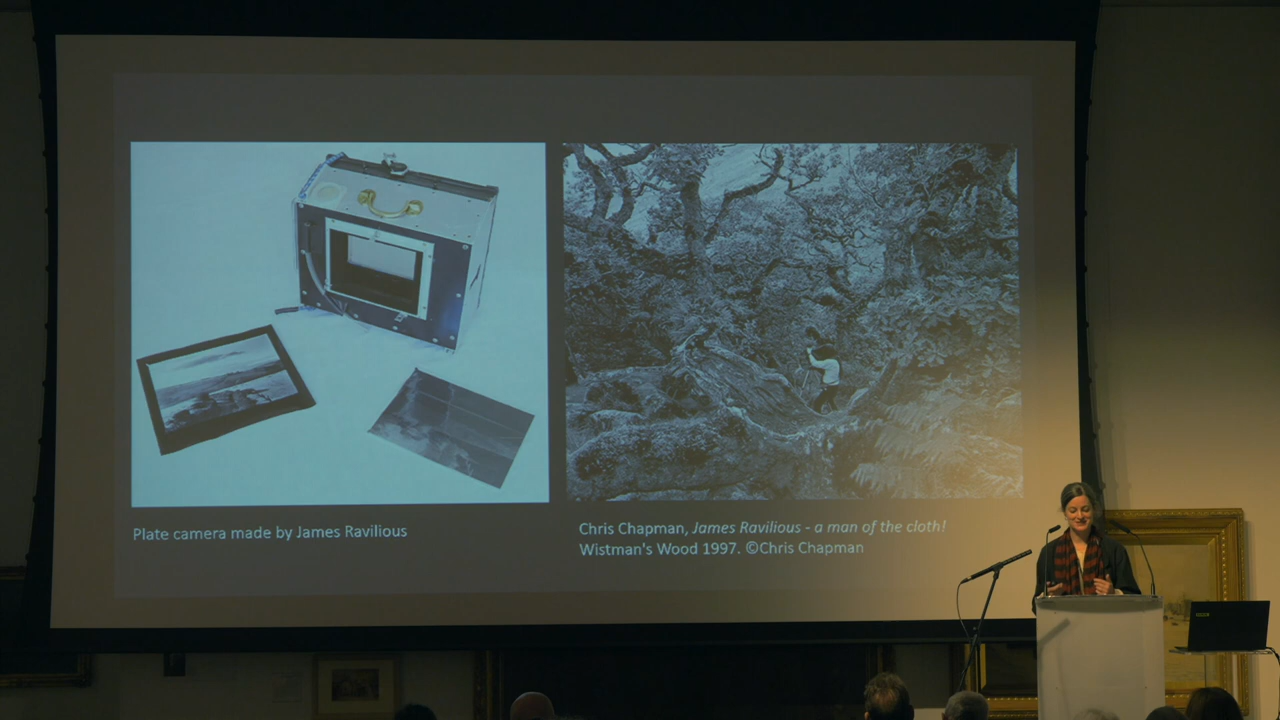 Plate camera made by James Ravilious
Chris Chapman, James Ravilious - a man of the cloth!
Wistman's Wood 1997. ©Chris Chapman